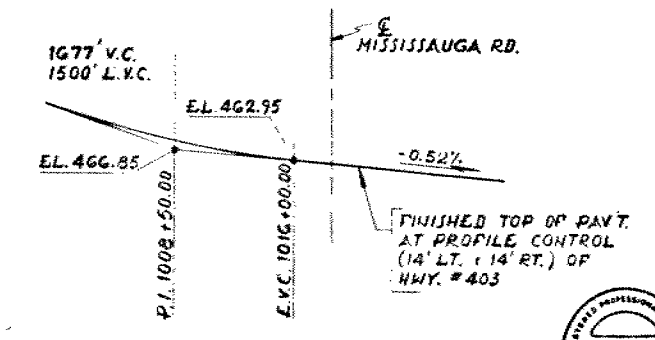 1677' V.C.
1500' L.V.C.
℄
MISSISSAUGA RD.
EL. 462.95
EL. 466.85
-0.52%
P.I. 1008+50.00
E.V.C. 1016+00.00
FINISHED TOP OF PAV'T.
AT PROFILE CONTROL
(14' LT. & 14' RT.) OF
HWY. #403
PROFESSIONAL